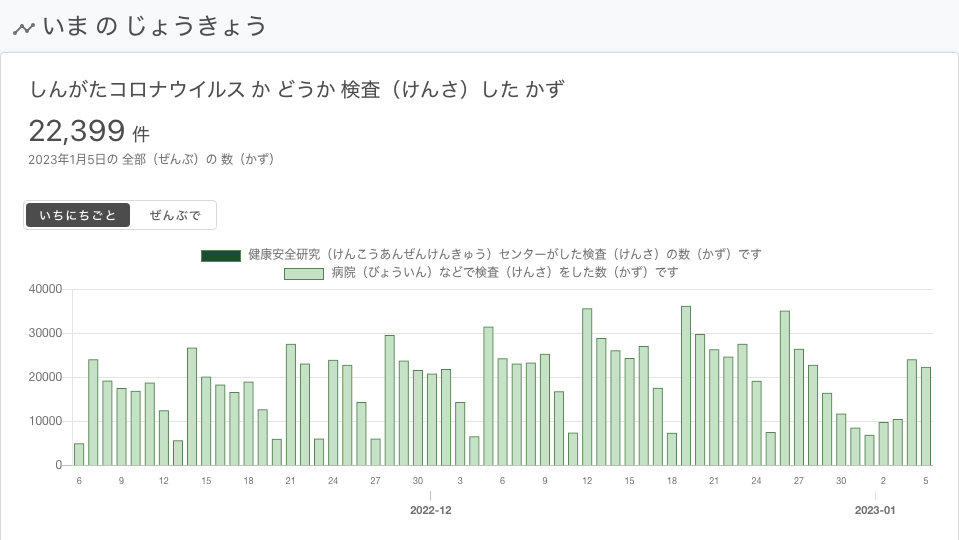 いま の じょうきょう
しんがたコロナウイルス か どうか 検査（けんさ）した かず
22,399 件
2023年1月5日の 全部（ぜんぶ）の 数（かず）
いちにちごと ぜんぶで
健康安全研究（けんこうあんぜんけんきゅう）センターがした検査（けんさ）の数（かず）です
病院（びょういん）などで検査（けんさ）をした数（かず）です
40000
30000
20000
10000
0
6 9 12 15 18 21 24 27 30 3 6 9 12 15 18 21 24 27 30 2 5
2022-12 2023-01